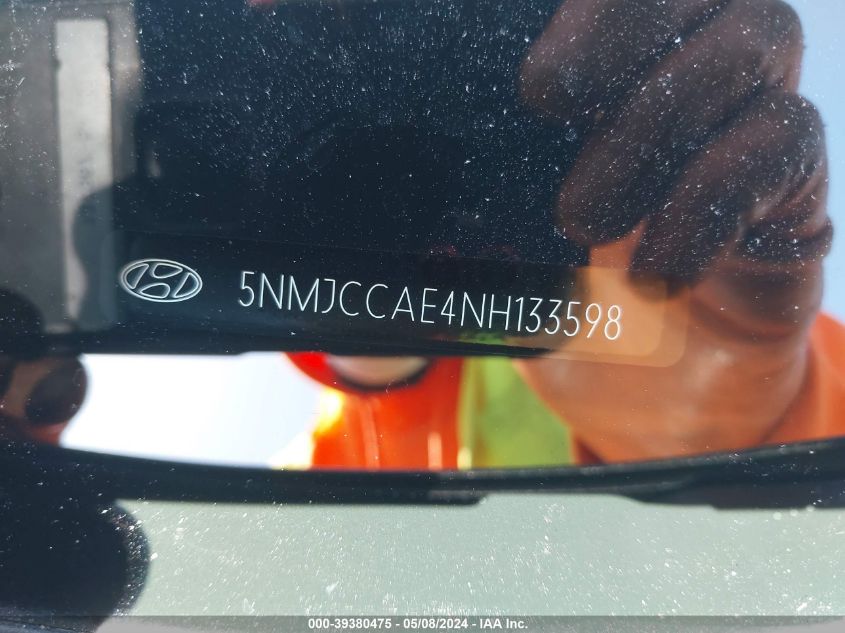 5NMJCCAE4NH133598
000-39380475 - 05/08/2024 - IAA Inc.